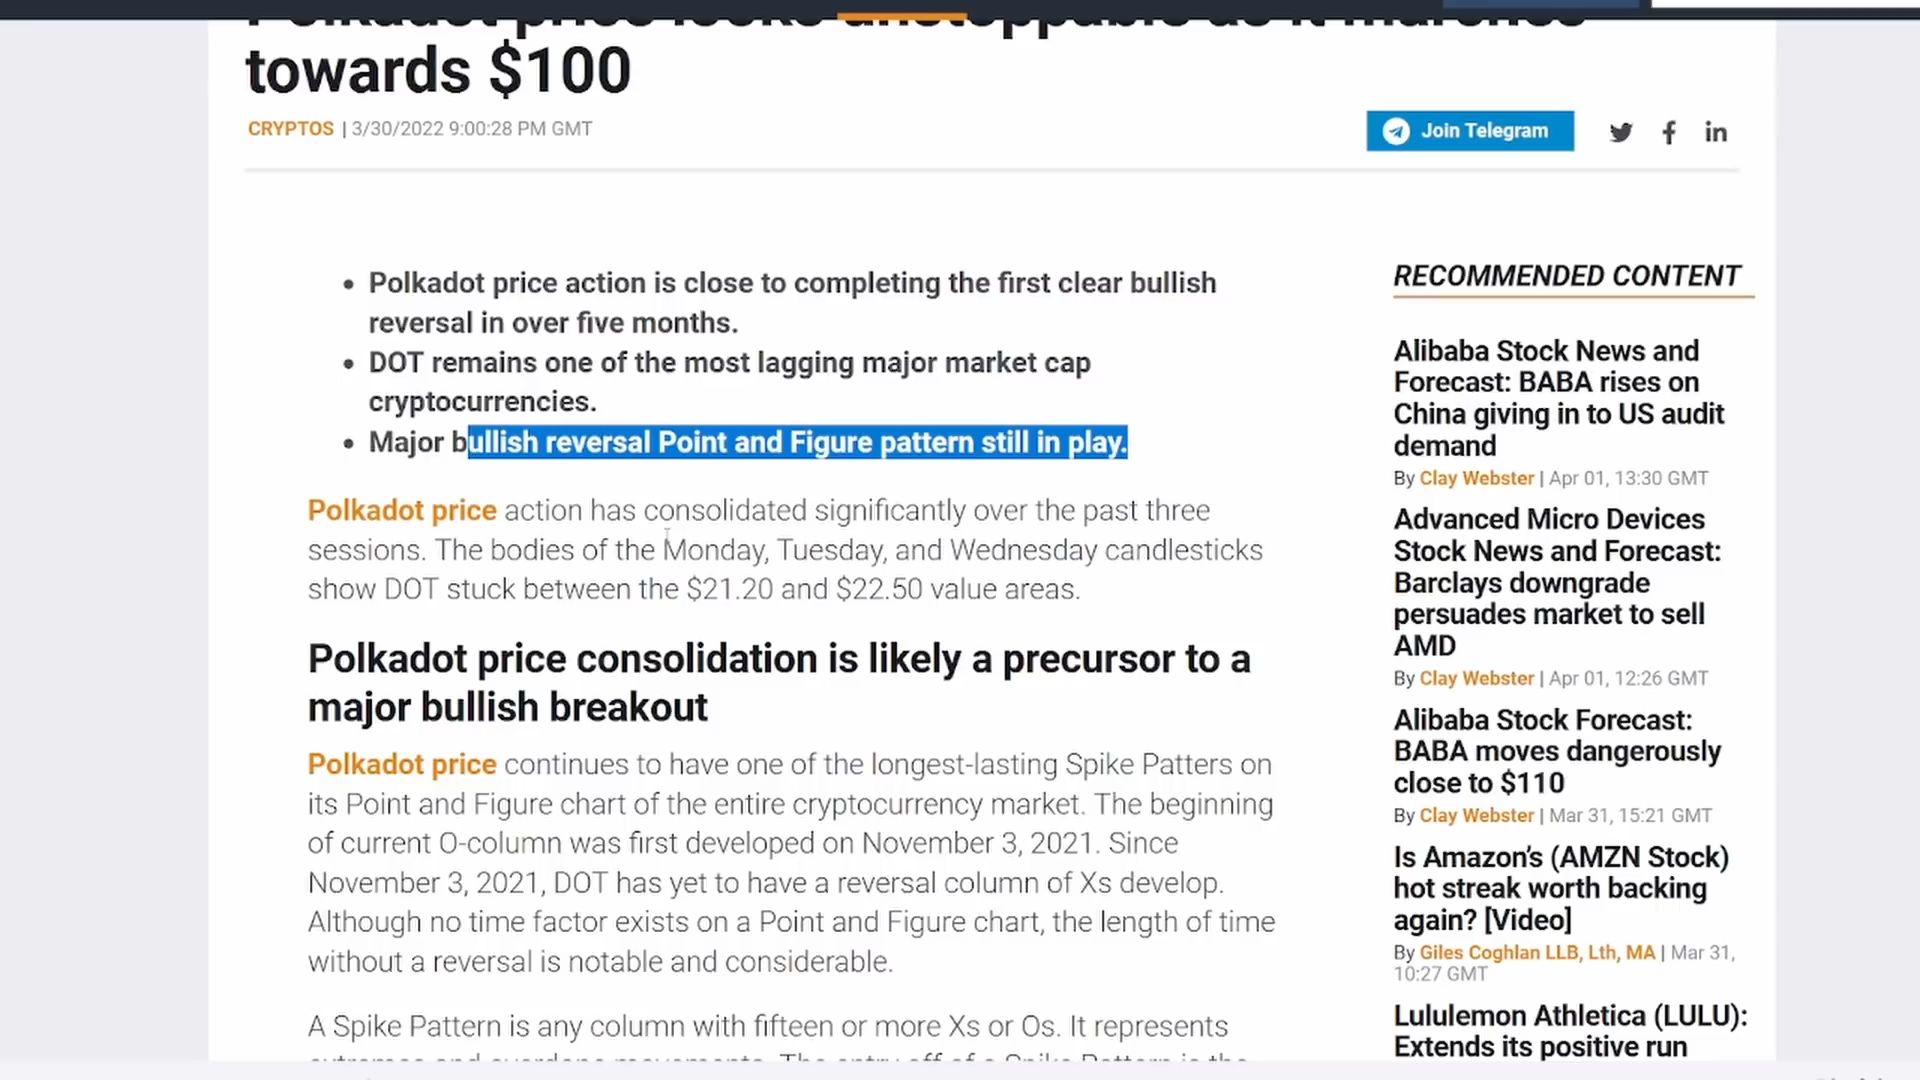 Polkadot price looks unstoppable as it marches
towards $100
CRYPTOS | 3/30/2022 9:00:28 PM GMT
Join Telegram
• Polkadot price action is close to completing the first clear bullish
reversal in over five months.
• DOT remains one of the most lagging major market cap
cryptocurrencies.
• Major bullish reversal Point and Figure pattern still in play.
Polkadot price action has consolidated significantly over the past three
sessions. The bodies of the Monday, Tuesday, and Wednesday candlesticks
show DOT stuck between the $21.20 and $22.50 value areas.
Polkadot price consolidation is likely a precursor to a
major bullish breakout
Polkadot price continues to have one of the longest-lasting Spike Patters on
its Point and Figure chart of the entire cryptocurrency market. The beginning
of current O-column was first developed on November 3, 2021. Since
November 3, 2021, DOT has yet to have a reversal column of Xs develop.
Although no time factor exists on a Point and Figure chart, the length of time
without a reversal is notable and considerable.
A Spike Pattern is any column with fifteen or more Xs or Os. It represents
RECOMMENDED CONTENT
Alibaba Stock News and
Forecast: BABA rises on
China giving in to US audit
demand
By Clay Webster | Apr 01, 13:30 GMT
Advanced Micro Devices
Stock News and Forecast:
Barclays downgrade
persuades market to sell
AMD
By Clay Webster | Apr 01, 12:26 GMT
Alibaba Stock Forecast:
BABA moves dangerously
close to $110
By Clay Webster | Mar 31, 15:21 GMT
Is Amazon's (AMZN Stock)
hot streak worth backing
again? [Video]
By Giles Coghlan LLB, Lth, MA | Mar 31,
10:27 GMT
Lululemon Athletica (LULU):
Extends its positive run